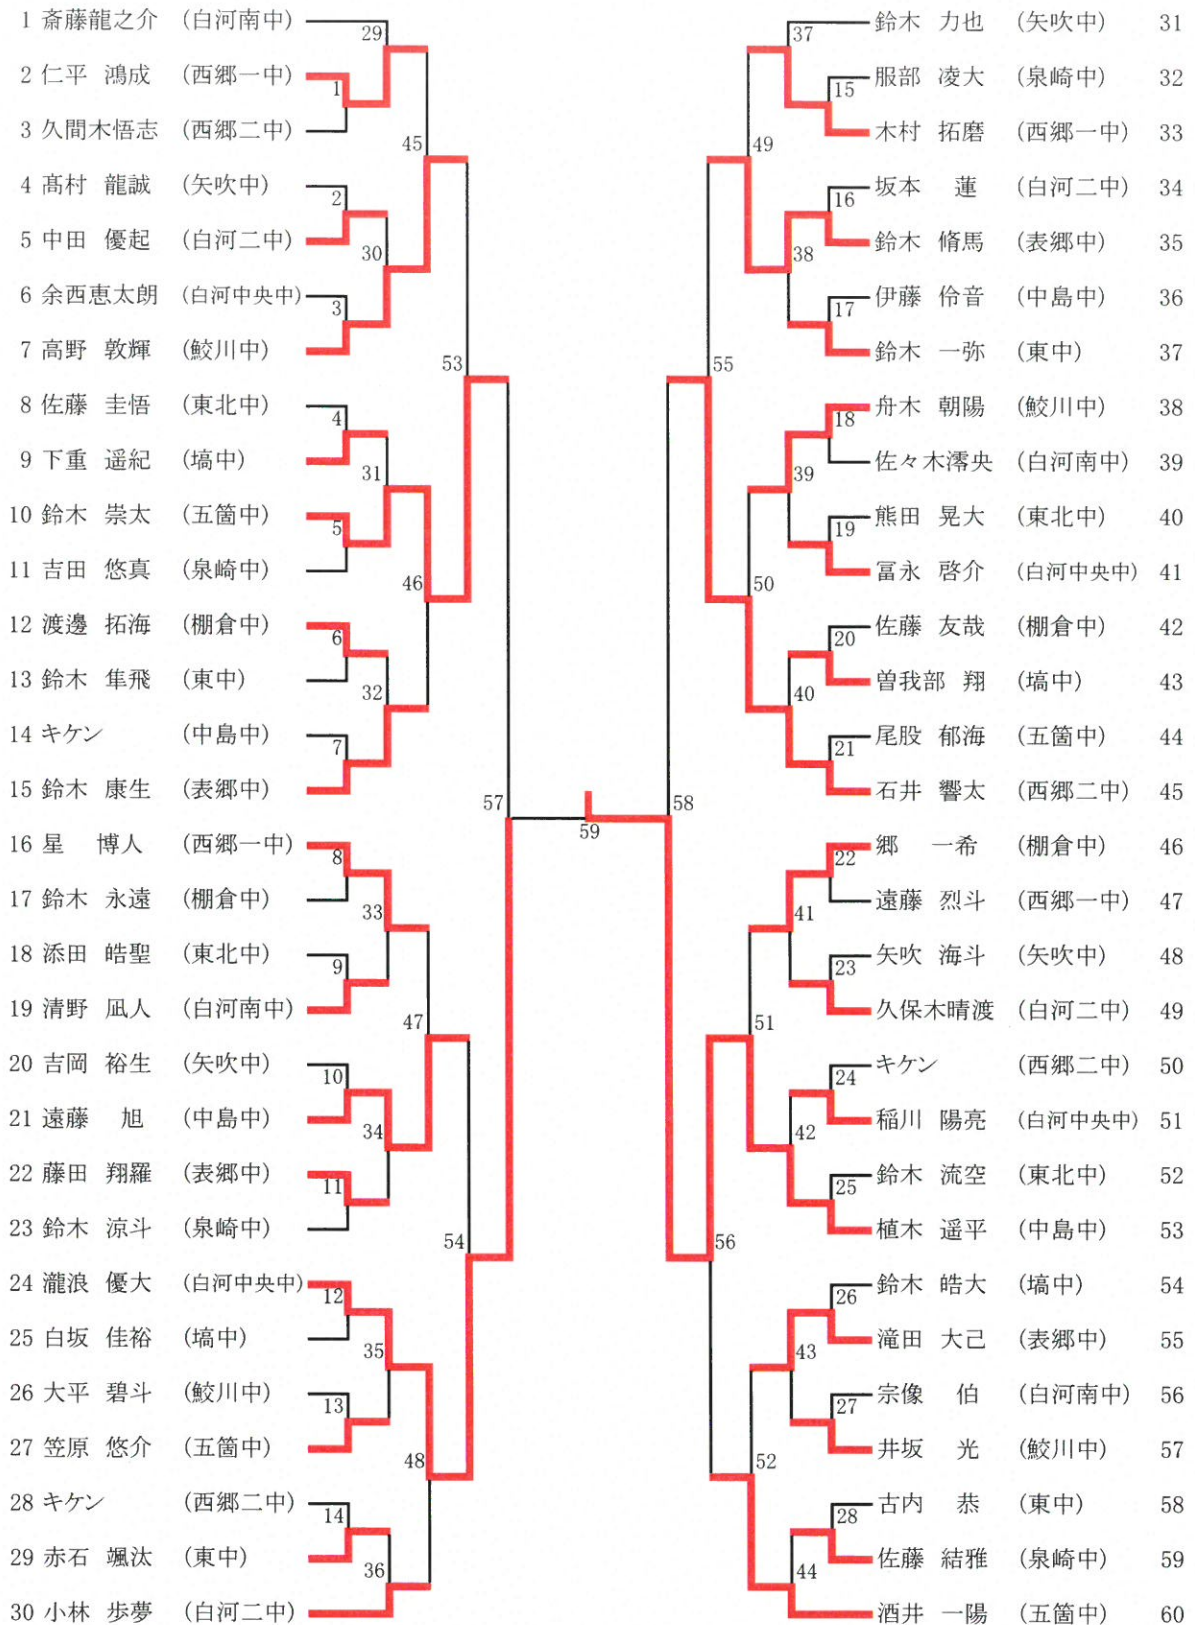 1 斎藤龍之介 (白河南中)
2 仁平 鴻成 (西郷一中)
3 久間木悟志 (西郷二中)
4 髙村 龍誠 (矢吹中)
5 中田 優起 (白河二中)
6 余西恵太朗 (白河中央中)
7 高野 敦輝 (鮫川中)
8 佐藤 圭悟 (東北中)
9 下重 遥紀 (塙中)
10 鈴木 崇太 (五箇中)
11 吉田 悠真 (泉崎中)
12 渡邊 拓海 (棚倉中)
13 鈴木 隼飛 (東中)
14 キケン (中島中)
15 鈴木 康生 (表郷中)
16 星 博人 (西郷一中)
17 鈴木 永遠 (棚倉中)
18 添田 皓聖 (東北中)
19 清野 凪人 (白河南中)
20 吉岡 裕生 (矢吹中)
21 遠藤 旭 (中島中)
22 藤田 翔羅 (表郷中)
23 鈴木 涼斗 (泉崎中)
24 瀧浪 優大 (白河中央中)
25 白坂 佳裕 (塙中)
26 大平 碧斗 (鮫川中)
27 笠原 悠介 (五箇中)
28 キケン (西郷二中)
29 赤石 颯汰 (東中)
30 小林 歩夢 (白河二中)
29
1
45
2
30
3
53
4
31
5
46
6
32
7
57
8
33
9
47
10
34
11
54
12
35
13
48
14
36
59
37
15
49
16
38
17
55
18
39
19
50
20
40
21
58
22
41
23
51
24
42
25
56
26
43
27
52
28
44
鈴木 力也 (矢吹中) 31
服部 凌大 (泉崎中) 32
木村 拓磨 (西郷一中) 33
坂本 蓮 (白河二中) 34
鈴木 脩馬 (表郷中) 35
伊藤 伶音 (中島中) 36
鈴木 一弥 (東中) 37
舟木 朝陽 (鮫川中) 38
佐々木澪央 (白河南中) 39
熊田 晃大 (東北中) 40
冨永 啓介 (白河中央中) 41
佐藤 友哉 (棚倉中) 42
曽我部 翔 (塙中) 43
尾股 郁海 (五箇中) 44
石井 響太 (西郷二中) 45
郷 一希 (棚倉中) 46
遠藤 烈斗 (西郷一中) 47
矢吹 海斗 (矢吹中) 48
久保木晴渡 (白河二中) 49
キケン (西郷二中) 50
稲川 陽亮 (白河中央中) 51
鈴木 流空 (東北中) 52
植木 遥平 (中島中) 53
鈴木 皓大 (塙中) 54
滝田 大己 (表郷中) 55
宗像 伯 (白河南中) 56
井坂 光 (鮫川中) 57
古内 恭 (東中) 58
佐藤 結雅 (泉崎中) 59
酒井 一陽 (五箇中) 60